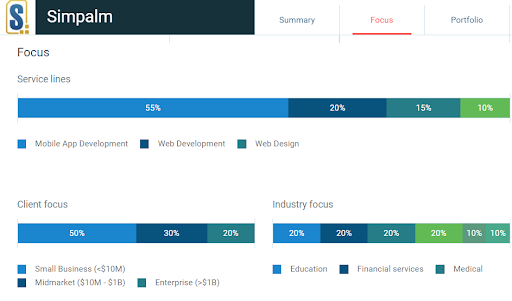 S
Simpalm
Summary Focus Portfolio
Focus
Service lines
55% 20% 15% 10%
Mobile App Development Web Development Web Design
Client focus
50% 30% 20%
Small Business (<$10M)
Midmarket ($10M - $1B) Enterprise (>$1B)
Industry focus
20% 20% 20% 20% 10% 10%
Education Financial services Medical